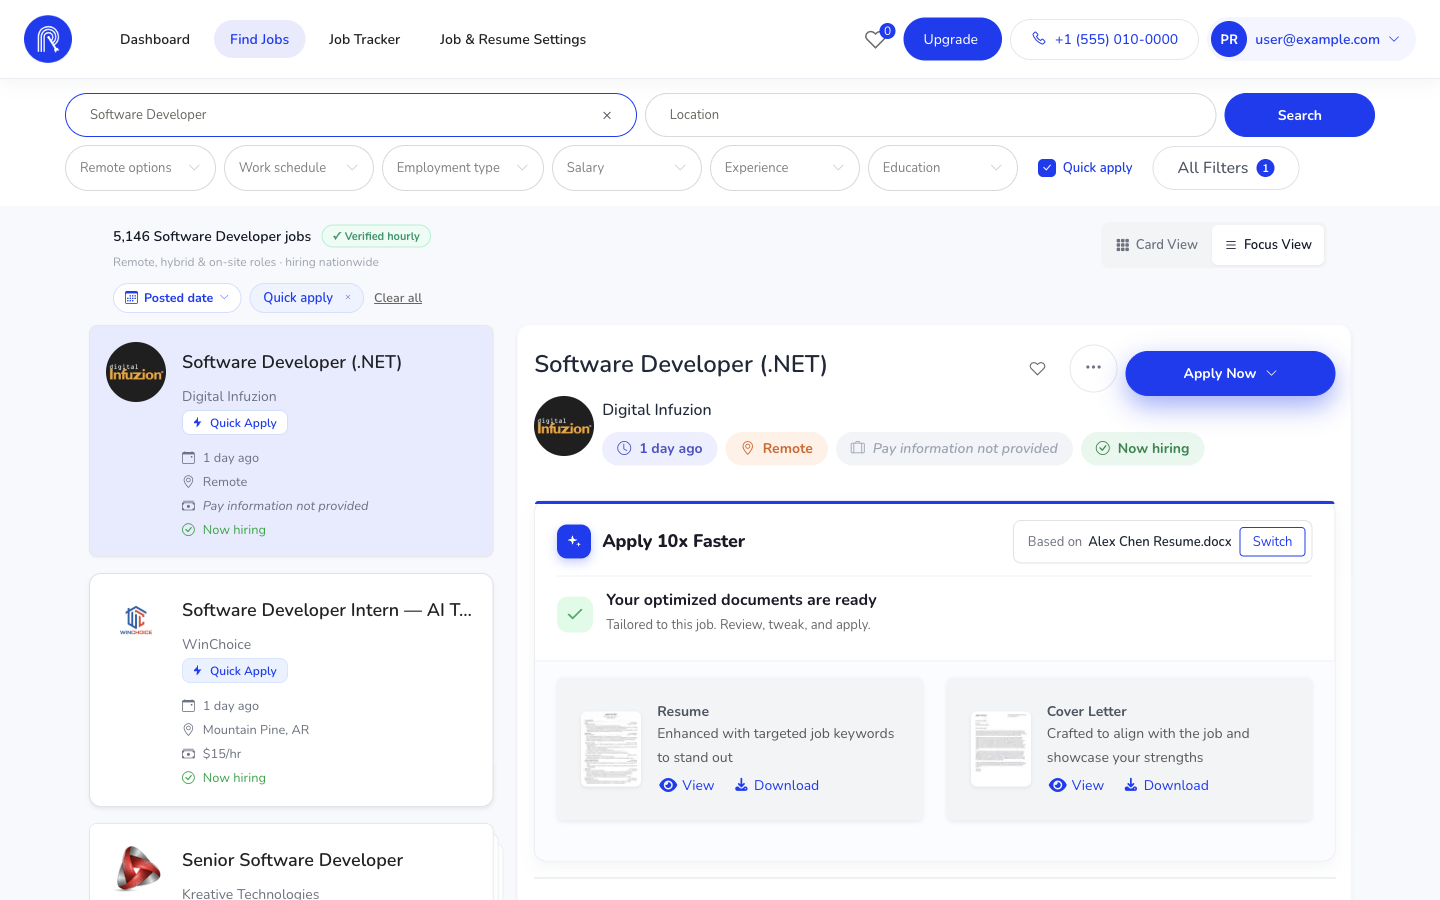 Dashboard
Find Jobs
Job Tracker
Job & Resume Settings
0
Upgrade
+1 (555) 010-0000
PR
user@example.com
Software Developer
×
Location
Search
Remote options
Work schedule
Employment type
Salary
Experience
Education
Quick apply
All Filters 1
5,146 Software Developer jobs
✓ Verified hourly
Remote, hybrid & on-site roles · hiring nationwide
Card View
Focus View
Posted date
Quick apply ×
Clear all
digital
Infuzion
Software Developer (.NET)
Digital Infuzion
Quick Apply
1 day ago
Remote
Pay information not provided
Now hiring
WINCHOICE
Software Developer Intern — AI T...
WinChoice
Quick Apply
1 day ago
Mountain Pine, AR
$15/hr
Now hiring
Senior Software Developer
Kreative Technologies
Software Developer (.NET)
Apply Now
digital
Infuzion
Digital Infuzion
1 day ago
Remote
Pay information not provided
Now hiring
Apply 10x Faster
Based on Alex Chen Resume.docx
Switch
Your optimized documents are ready
Tailored to this job. Review, tweak, and apply.
Resume
Enhanced with targeted job keywords
to stand out
View
Download
Cover Letter
Crafted to align with the job and
showcase your strengths
View
Download